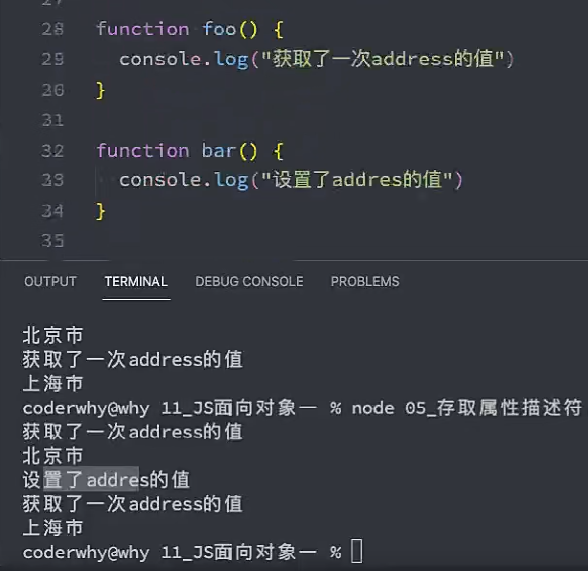 28 function foo() {
29 console.log("获取了一次address的值")
30 }
31
32 function bar() {
33 console.log("设置了addres的值")
34 }
35
OUTPUT TERMINAL DEBUG CONSOLE PROBLEMS
北京市
获取了一次address的值
上海市
coderwhy@why 11_JS面向对象一 % node 05_存取属性描述符
获取了一次address的值
北京市
设置了addres的值
获取了一次address的值
上海市
coderwhy@why 11_JS面向对象一 %